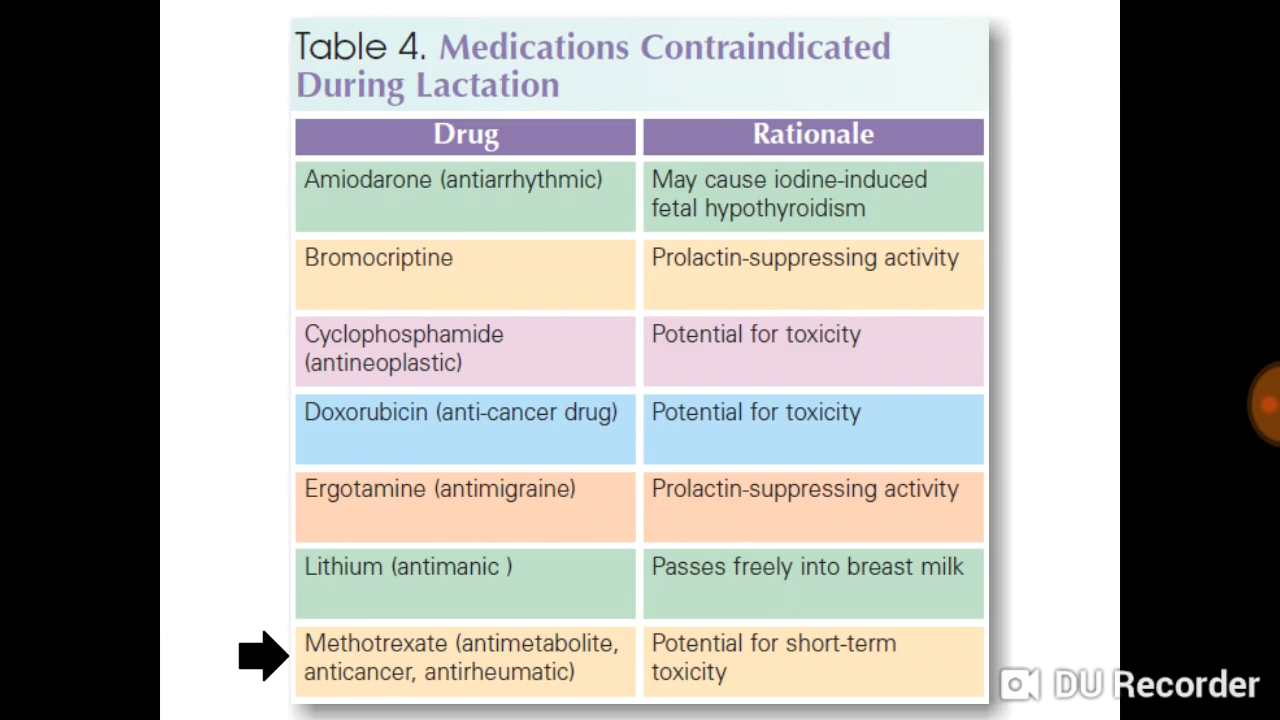 Table 4. Medications Contraindicated
During Lactation
Drug
Rationale
Amiodarone (antiarrhythmic)
May cause iodine-induced
fetal hypothyroidism
Bromocriptine
Prolactin-suppressing activity
Cyclophosphamide
(antineoplastic)
Potential for toxicity
Doxorubicin (anti-cancer drug)
Potential for toxicity
Ergotamine (antimigraine)
Prolactin-suppressing activity
Lithium (antimanic )
Passes freely into breast milk
Methotrexate (antimetabolite,
anticancer, antirheumatic)
Potential for short-term
toxicity
DU Recorder